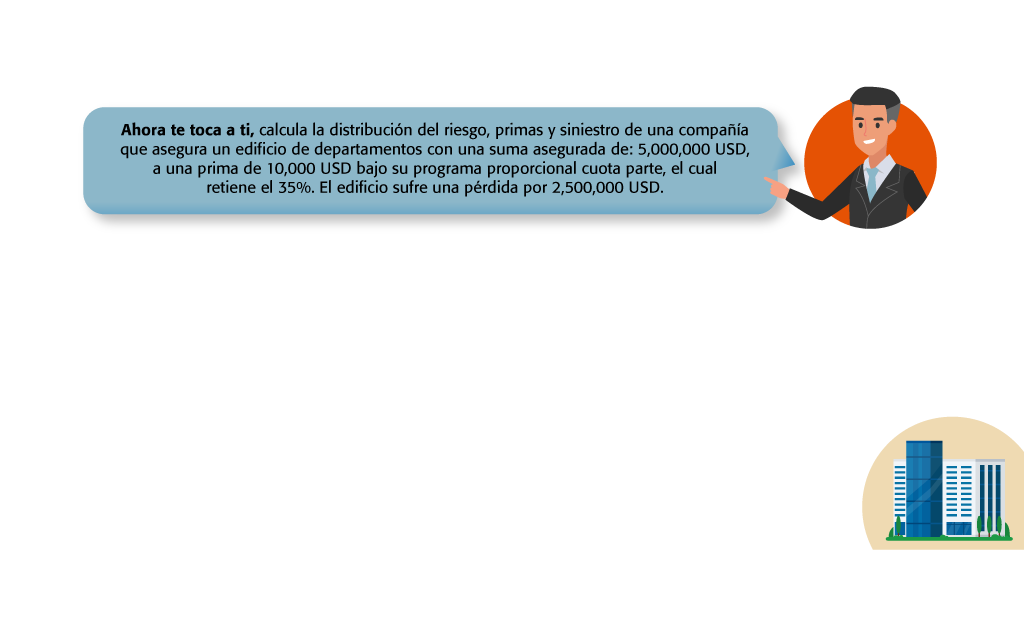 Ahora te toca a ti, calcula la distribución del riesgo, primas y siniestro de una compañía
que asegura un edificio de departamentos con una suma asegurada de: 5,000,000 USD,
a una prima de 10,000 USD bajo su programa proporcional cuota parte, el cual
retiene el 35%. El edificio sufre una pérdida por 2,500,000 USD.